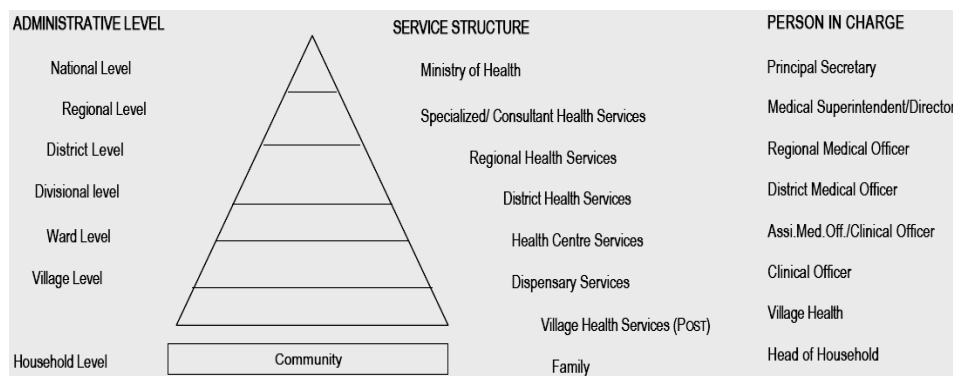 ADMINISTRATIVE LEVEL
National Level
Regional Level
District Level
Divisional level
Ward Level
Village Level
Household Level
Community
SERVICE STRUCTURE
Ministry of Health
Specialized/ Consultant Health Services
Regional Health Services
District Health Services
Health Centre Services
Dispensary Services
Village Health Services (POST)
Family
PERSON IN CHARGE
Principal Secretary
Medical Superintendent/Director
Regional Medical Officer
District Medical Officer
Assi.Med.Off./Clinical Officer
Clinical Officer
Village Health
Head of Household